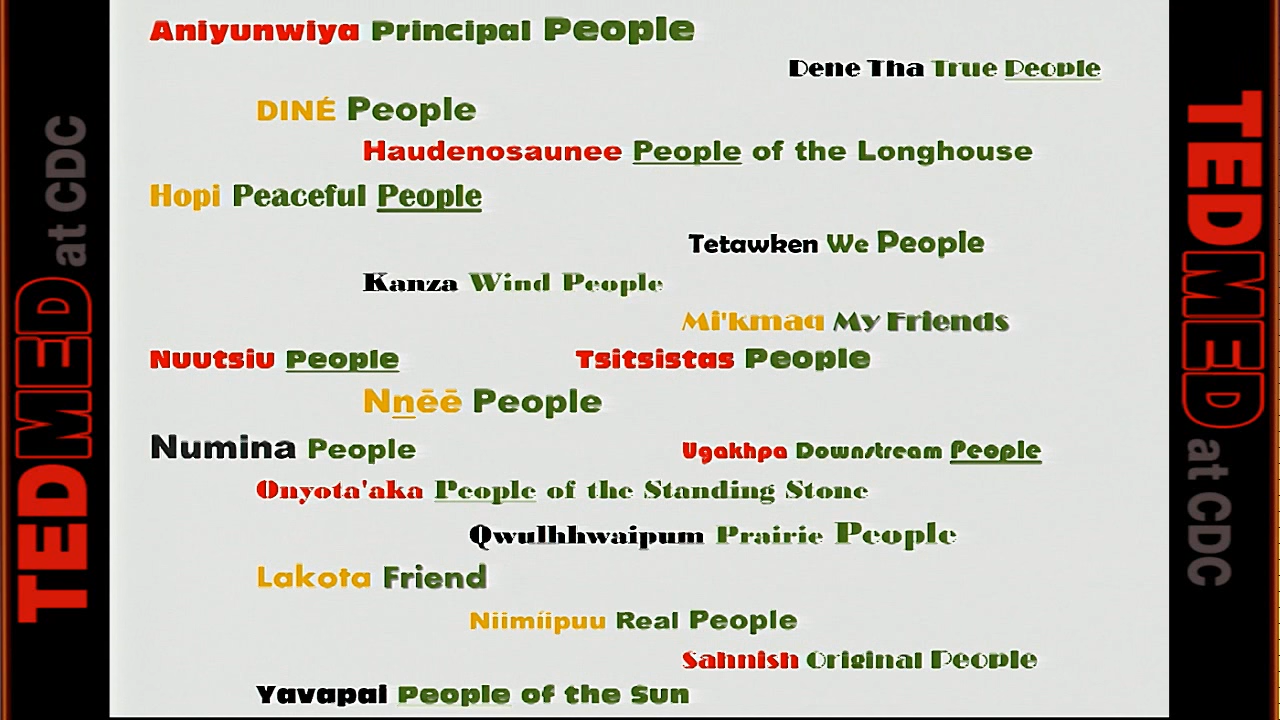 Aniyunwiya Principal People
Dene Tha True People
DINÉ People
Haudenosaunee People of the Longhouse
Hopi Peaceful People
Tetawken We People
Kanza Wind People
Mi'kmaq My Friends
Nuutsiu People
Tsitsistas People
Nnēē People
Numina People
Ugakhpa Downstream People
Onyota'aka People of the Standing Stone
Qwulhhwaipum Prairie People
Lakota Friend
Niimíipuu Real People
Sahnish Original People
Yavapai People of the Sun
TEDMED at CDC
TEDMED at CDC